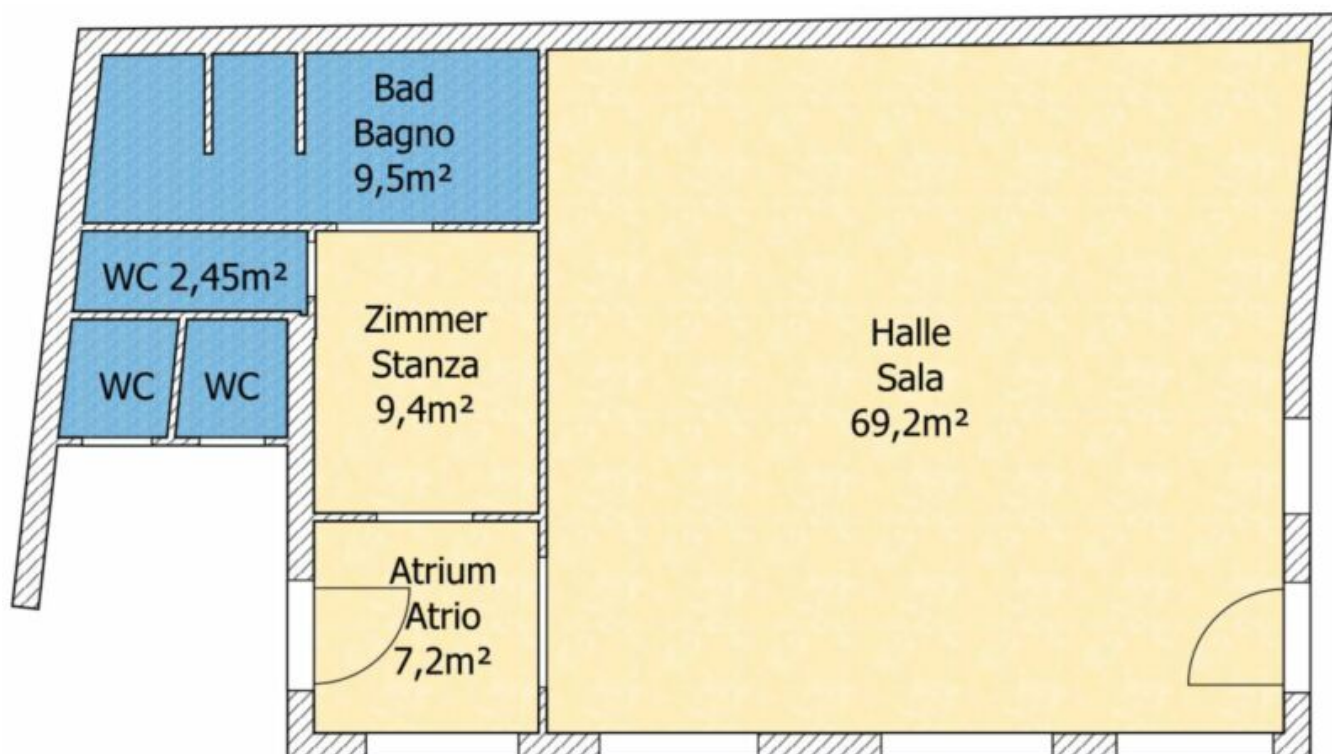 Bad
Bagno
9,5m²
WC 2,45m²
WC
WC
Zimmer
Stanza
9,4m²
Halle
Sala
69,2m²
Atrium
Atrio
7,2m²